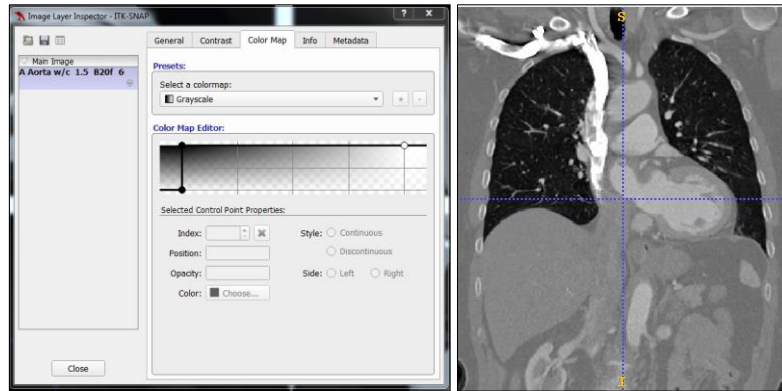 Image Layer Inspector - ITK-SNAP
General Contrast Color Map Info Metadata
Main Image
A Aorta w/c 1.5 B20f 6
Presets:
Select a colormap:
Grayscale
+ -
Color Map Editor:
Selected Control Point Properties:
Index:
Style: Continuous
Position:
Discontinuous
Opacity:
Side: Left Right
Color: Choose...
Close
S
I